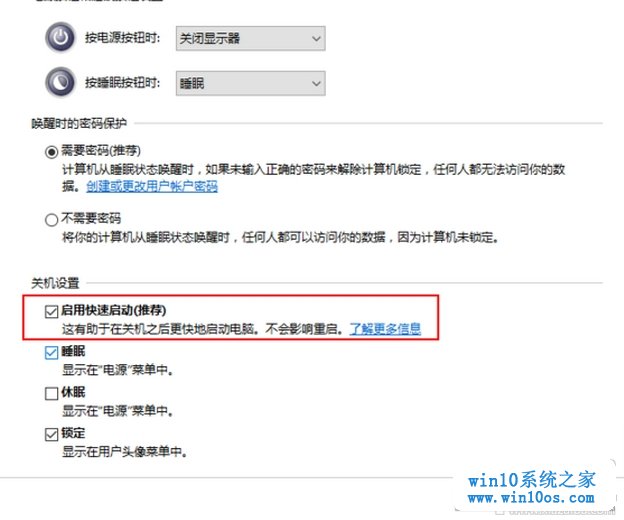 按电源按钮时: 关闭显示器
按睡眠按钮时: 睡眠
唤醒时的密码保护
需要密码(推荐)
计算机从睡眠状态唤醒时，如果未输入正确的密码来解除计算机锁定，任何人都无法访问你的数
据。创建或更改用户帐户密码
不需要密码
将你的计算机从睡眠状态唤醒时，任何人都可以访问你的数据，因为计算机未锁定。
关机设置
启用快速启动(推荐)
这有助于在关机之后更快地启动电脑。不会影响重启。了解更多信息
睡眠
显示在"电源"菜单中。
休眠
显示在"电源"菜单中。
锁定
显示在用户头像菜单中。
win10系统之家
www.win10os.com